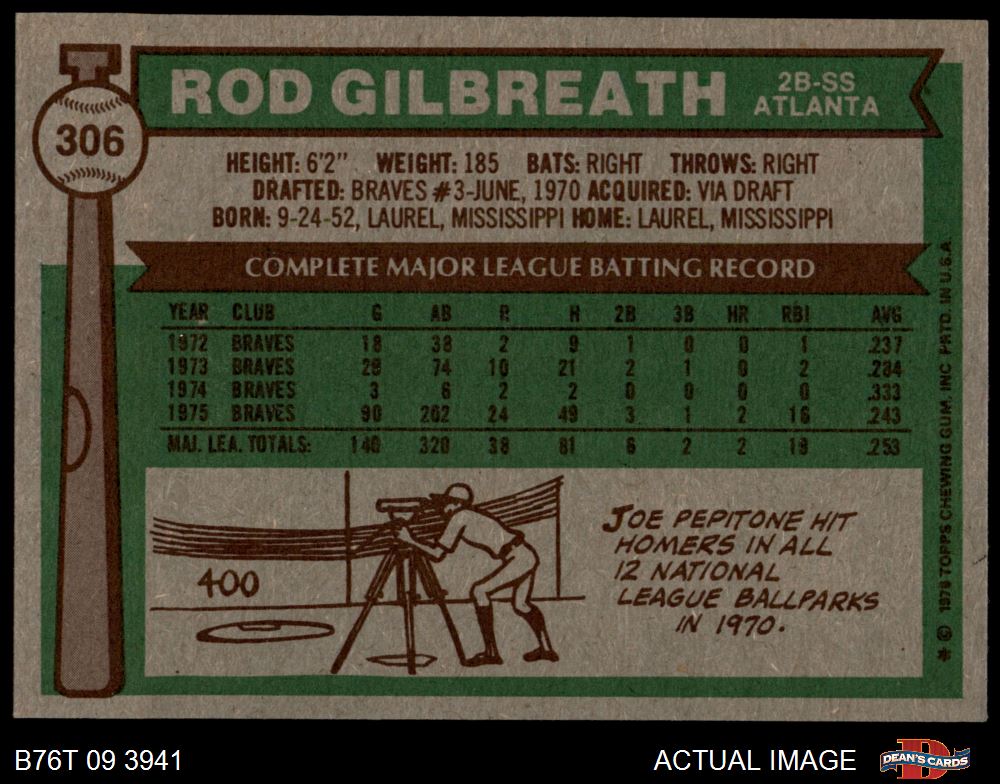 306
ROD GILBREATH
2B-SS
ATLANTA
HEIGHT: 6'2" WEIGHT: 185 BATS: RIGHT THROWS: RIGHT
DRAFTED: BRAVES #3-JUNE, 1970 ACQUIRED: VIA DRAFT
BORN: 9-24-52, LAUREL, MISSISSIPPI HOME: LAUREL, MISSISSIPPI
COMPLETE MAJOR LEAGUE BATTING RECORD
YEAR CLUB G AB R H 2B 3B HR RBI AVG
1972 BRAVES 18 38 2 9 1 0 0 1 .237
1973 BRAVES 29 74 10 21 2 1 0 2 .284
1974 BRAVES 3 6 2 2 0 0 0 0 .333
1975 BRAVES 90 202 24 49 3 1 2 16 .243
MAJ. LEA. TOTALS: 140 320 38 81 6 2 2 19 .253
400
JOE PEPITONE HIT
HOMERS IN ALL
12 NATIONAL
LEAGUE BALLPARKS
IN 1970.
* © 1976 TOPPS CHEWING GUM, INC PRTD. IN U.S.A.
B76T 09 3941
ACTUAL IMAGE
DEAN'S CARDS